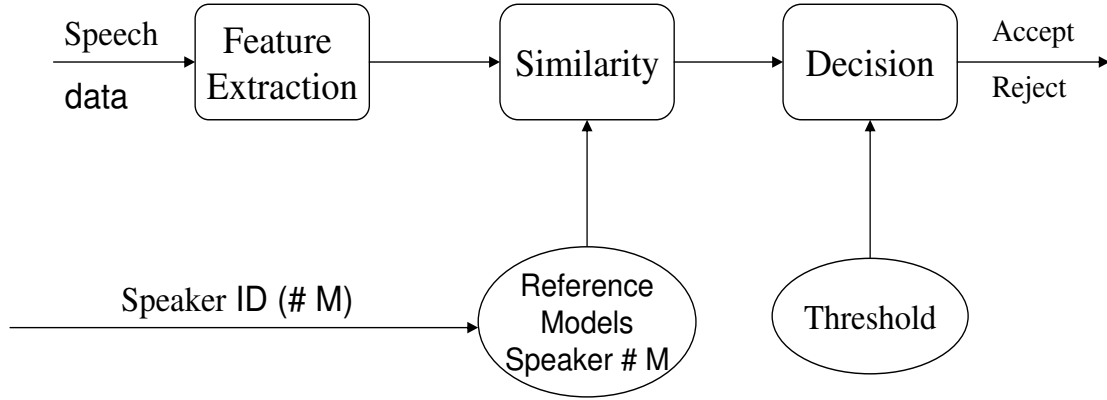 Speech
data
Feature
Extraction
Similarity
Decision
Accept
Reject
Speaker ID (# M)
Reference
Models
Speaker # M
Threshold